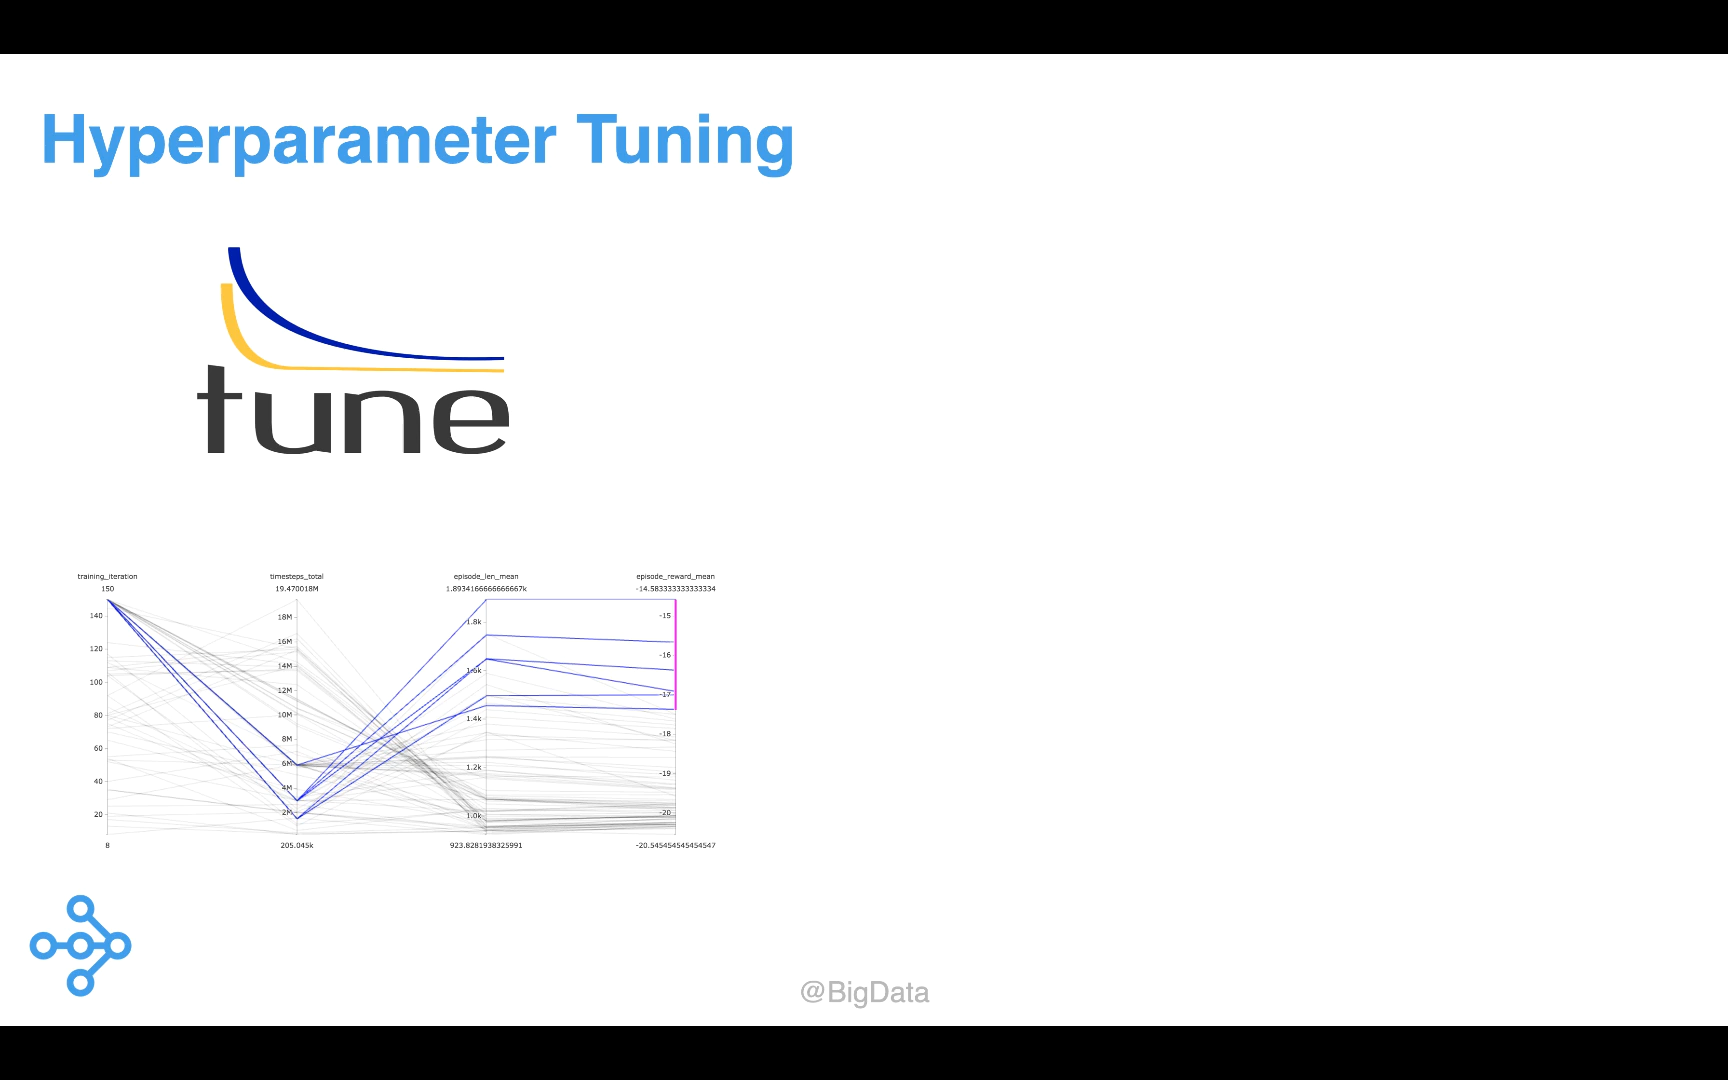 Hyperparameter Tuning
tune
training_iteration timesteps_total episode_len_mean episode_reward_mean
150 19.470018M 1.8934166666666667k -14.583333333333334
140
120
100
80
60
40
20
8
18M
16M
14M
12M
10M
8M
6M
4M
2M
205.045k
1.8k
1.6k
1.4k
1.2k
1.0k
923.8281938325991
-15
-16
-17
-18
-19
-20
-20.545454545454547
@BigData